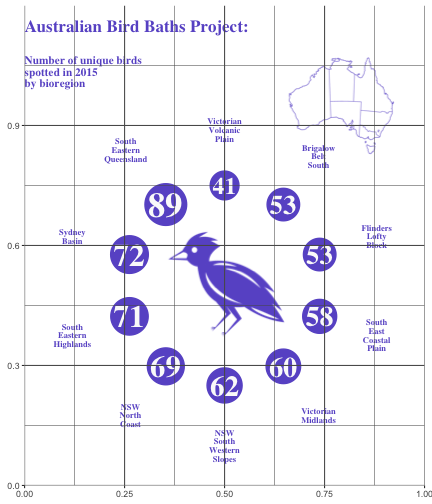 Australian Bird Baths Project:
Number of unique birds
spotted in 2015
by bioregion
Victorian
Volcanic
Plain
South
Eastern
Queensland
Brigalow
Belt
South
0.9
41
89
53
Sydney
Basin
Flinders
Lofty
Block
0.6
72
53
71
58
South
Eastern
Highlands
South
East
Coastal
Plain
0.3
69
60
62
NSW
North
Coast
Victorian
Midlands
NSW
South
Western
Slopes
0.0
0.00
0.25
0.50
0.75
1.00